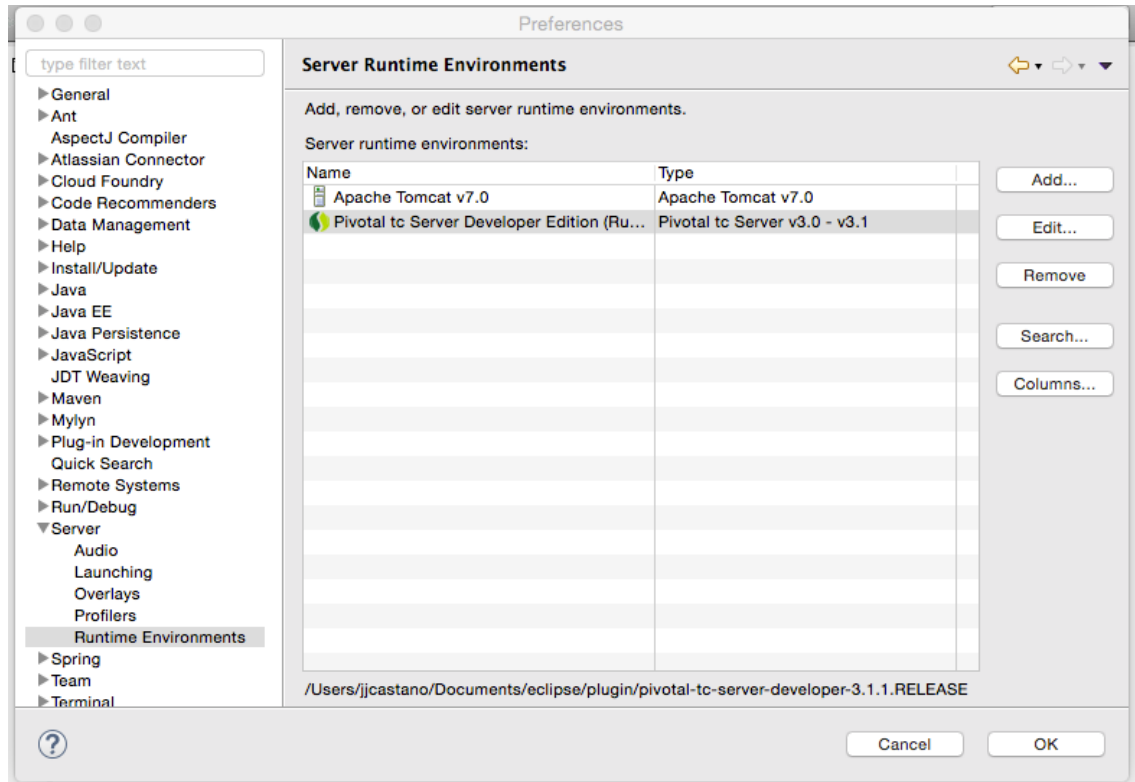 Preferences
type filter text
General
Ant
AspectJ Compiler
Atlassian Connector
Cloud Foundry
Code Recommenders
Data Management
Help
Install/Update
Java
Java EE
Java Persistence
JavaScript
JDT Weaving
Maven
Mylyn
Plug-in Development
Quick Search
Remote Systems
Run/Debug
Server
Audio
Launching
Overlays
Profilers
Runtime Environments
Spring
Team
Terminal
Server Runtime Environments
Add, remove, or edit server runtime environments.
Server runtime environments:
Name Type
Apache Tomcat v7.0 Apache Tomcat v7.0
Pivotal tc Server Developer Edition (Ru... Pivotal tc Server v3.0 - v3.1
Add...
Edit...
Remove
Search...
Columns...
/Users/jjcastano/Documents/eclipse/plugin/pivotal-tc-server-developer-3.1.1.RELEASE
?
Cancel OK